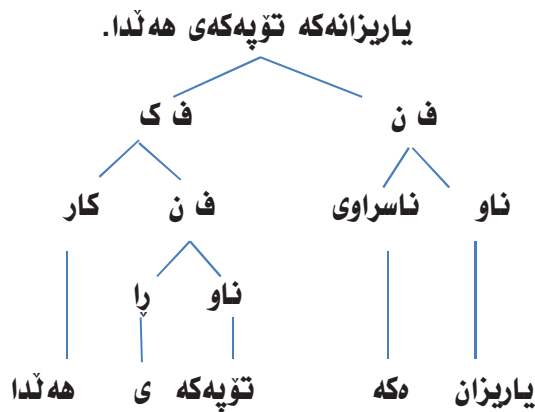 یاریزانەکە تۆپەکەی هەڵدا.
ف ن ف ک
ناو ناسراوی ف ن کار
ناو ڕا
یاریزان ەکە تۆپەکە ی هەڵدا